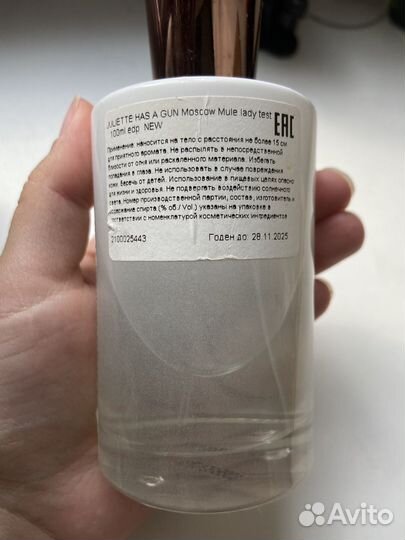 JULIETTE HAS A GUN Moscow Mule lady test
100ml edp NEW
EAC
Применение: наносится на тело с расстояния не более 15 см
для приятного аромата. Не распылять в непосредственной
близости от огня или раскаленного материала. Избегать
попадания в глаза. Не использовать в случае повреждения
кожи. Беречь от детей. Использование в пищевых целях опасно
для жизни и здоровья. Не подвергать воздействию солнечного
света. Номер производственной партии, состав, изготовитель и
содержание спирта (% об./ Vol.) указаны на упаковке в
соответствии с номенклатурой косметических ингредиентов
2100025443 Годен до: 28.11.2025
Avito